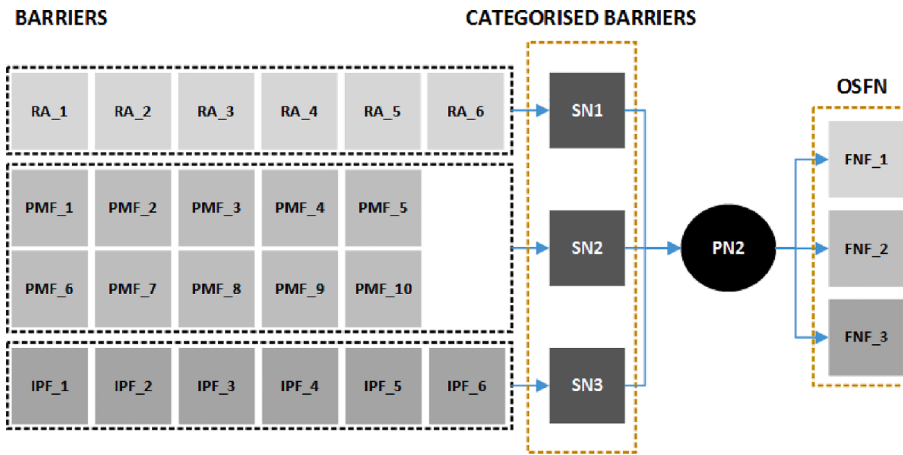 BARRIERS
CATEGORISED BARRIERS
OSFN
RA_1 RA_2 RA_3 RA_4 RA_5 RA_6
SN1
FNF_1
PMF_1 PMF_2 PMF_3 PMF_4 PMF_5
SN2
PN2
FNF_2
PMF_6 PMF_7 PMF_8 PMF_9 PMF_10
FNF_3
IPF_1 IPF_2 IPF_3 IPF_4 IPF_5 IPF_6
SN3